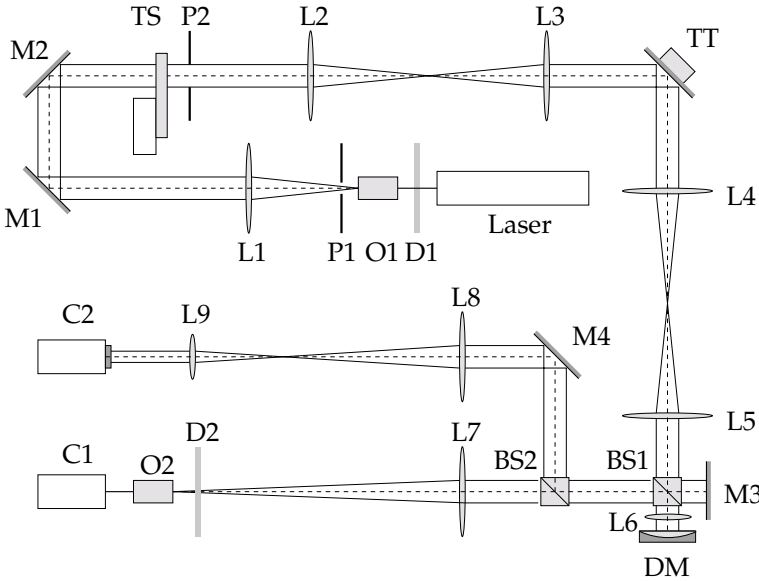 TS P2 L2 L3
M2 TT
M1 L1 P1 O1 D1 Laser L4
C2 L9 L8 M4
L5
C1 O2 D2 L7 BS2 BS1 M3
L6
DM